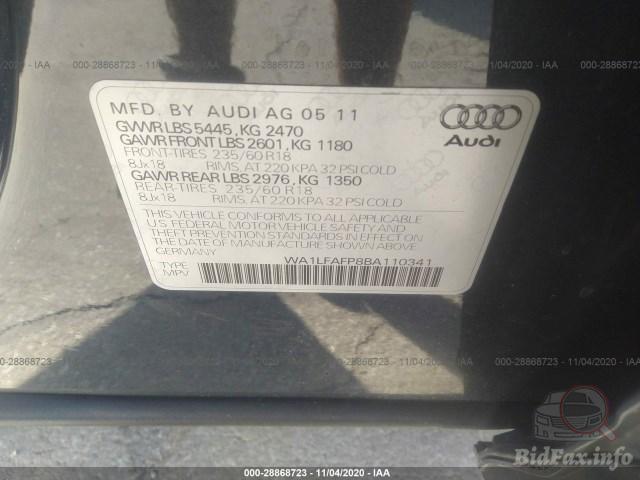 000-28868723 - 11/04/2020 - IAA
000-28868723 - 11/04/2020 - IAA
000-28868723 - 11/04/2020 - IAA
MFD. BY AUDI AG 05 11
GVWR LBS 5445, KG 2470
GAWR FRONT LBS 2601, KG 1180
FRONT-TIRES 235/60 R18
8Jx18 RIMS, AT 220 KPA 32 PSI COLD
GAWR REAR LBS 2976, KG 1350
REAR-TIRES 235/60 R18
8Jx18 RIMS, AT 220 KPA 32 PSI COLD
THIS VEHICLE CONFORMS TO ALL APPLICABLE
U.S. FEDERAL MOTOR VEHICLE SAFETY AND
THEFT PREVENTION STANDARDS IN EFFECT
ON THE DATE OF MANUFACTURE SHOWN ABOVE
GERMANY
TYPE
MPV
WA1LFAFP8BA110341
Audi
000-28868723 - 11/04/2020 - IAA
000-28868723 - 11/04/2020 - IAA
000-28868723 - 11/04/2020 - IAA
000-28868723 - 11/04/2020 - IAA
BidFax.info